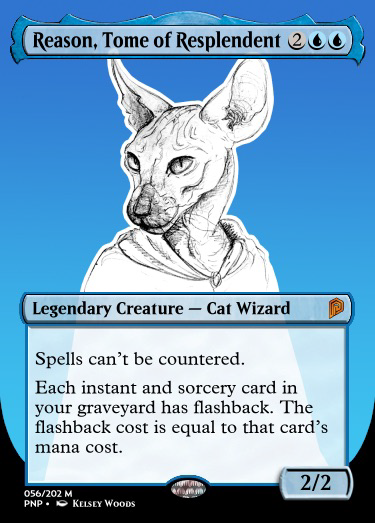 Reason, Tome of Resplendent 2
Legendary Creature — Cat Wizard
Spells can't be countered.
Each instant and sorcery card in
your graveyard has flashback. The
flashback cost is equal to that card's
mana cost.
2/2
056/202 M
PNP • Kelsey Woods